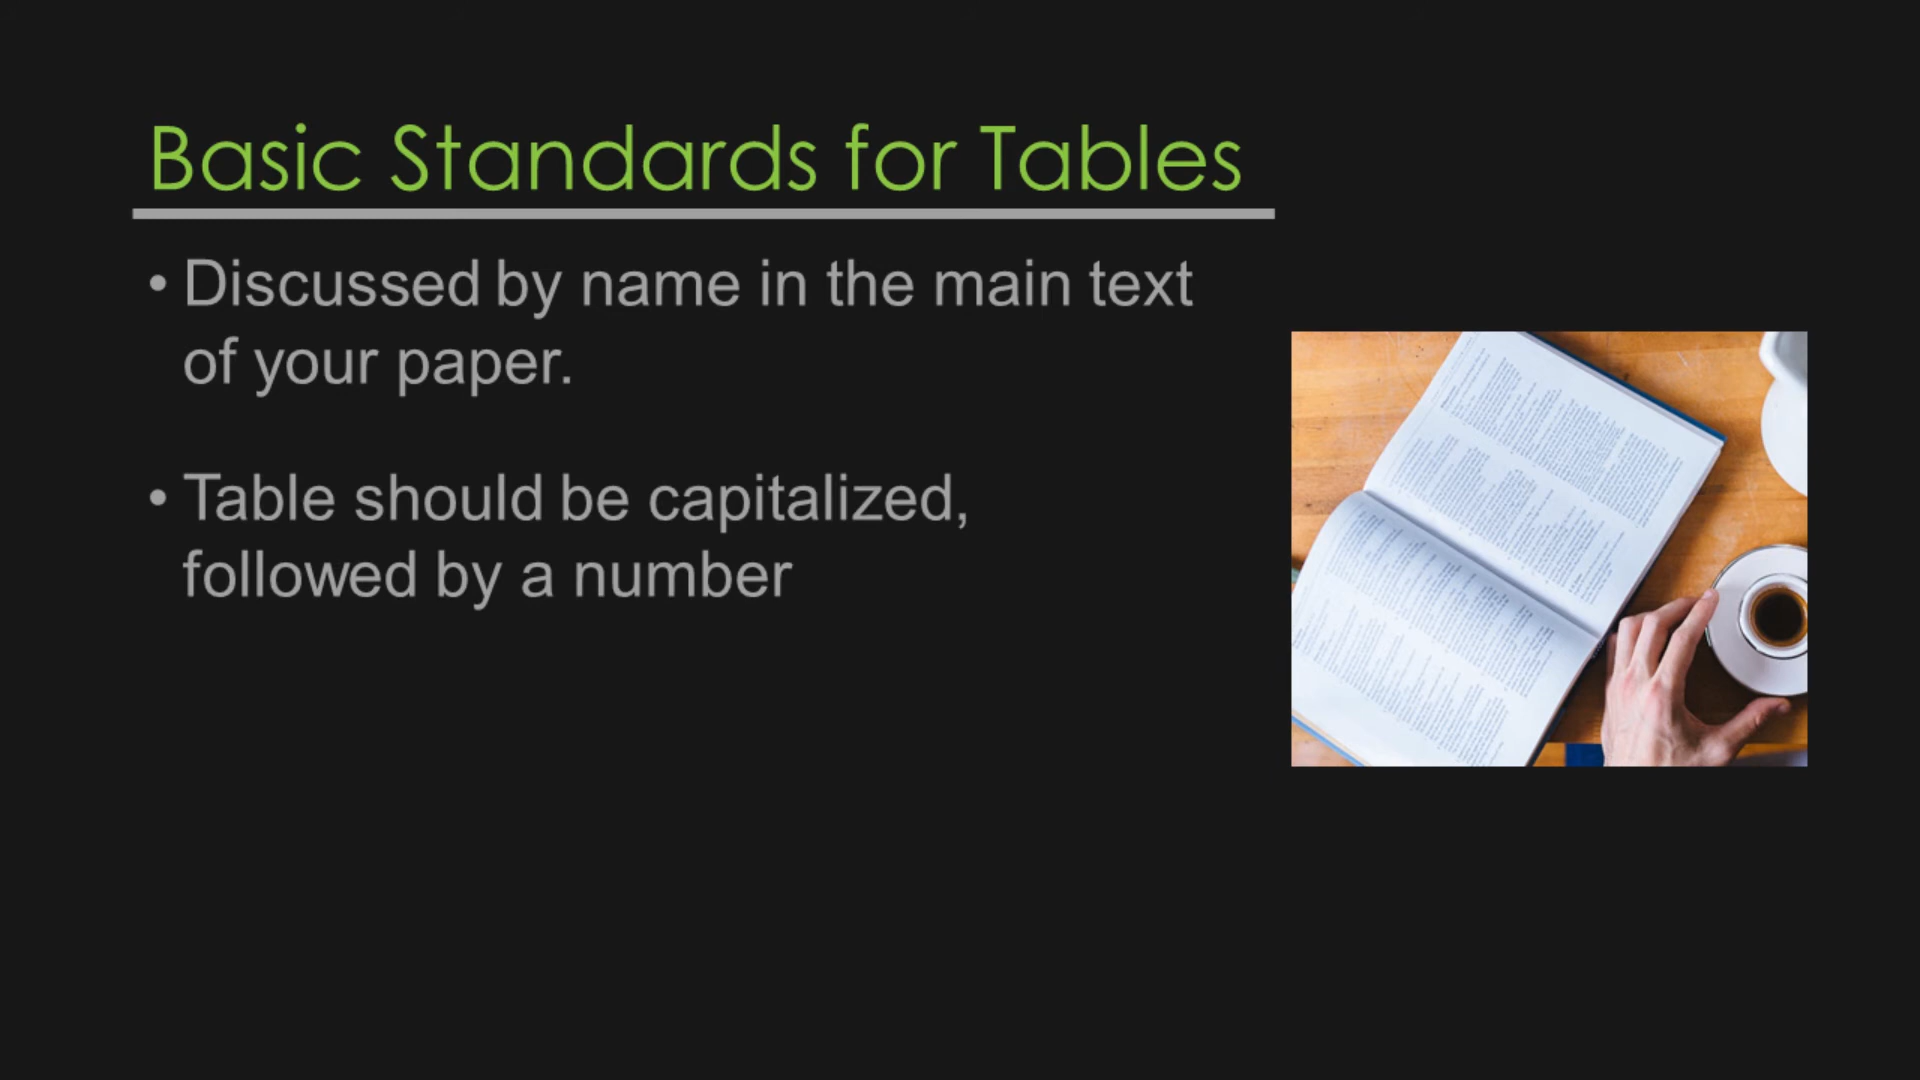 Basic Standards for Tables
• Discussed by name in the main text
of your paper.
• Table should be capitalized,
followed by a number